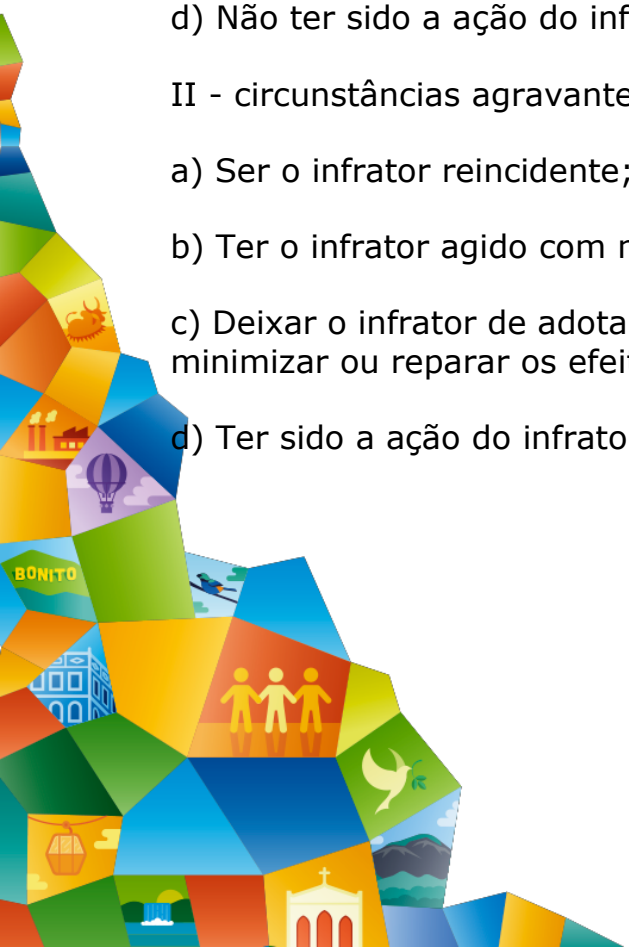 d) Não ter sido a ação do inf
II - circunstâncias agravante
a) Ser o infrator reincidente;
b) Ter o infrator agido com
c) Deixar o infrator de adota
minimizar ou reparar os efei
d) Ter sido a ação do infrato
BONITO